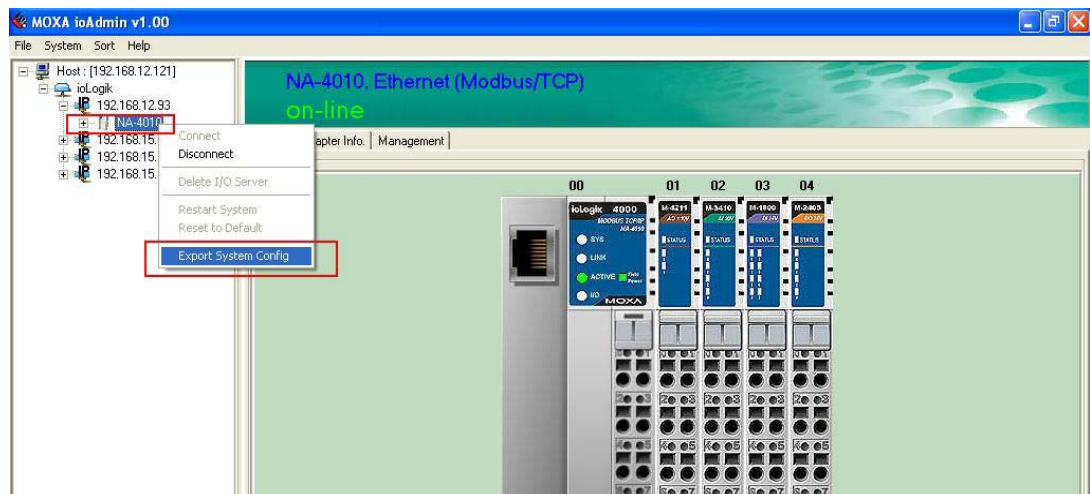 MOXA ioAdmin v1.00
File System Sort Help
Host : [192.168.12.121]
ioLogik
192.168.12.93
NA-4010
192.168.15.
192.168.15.
192.168.15.
Connect
Disconnect
Delete I/O Server
Restart System
Reset to Default
Export System Config
NA-4010, Ethernet (Modbus/TCP)
on-line
apter Info. Management
00 01 02 03 04
ioLogik 4000
MODBUS TCP/IP
NA-4010
SYS
LINK
ACTIVE Field Power
I/O
MOXA
M-4211 M-3410 M-1800 M-2405
STATUS STATUS STATUS STATUS